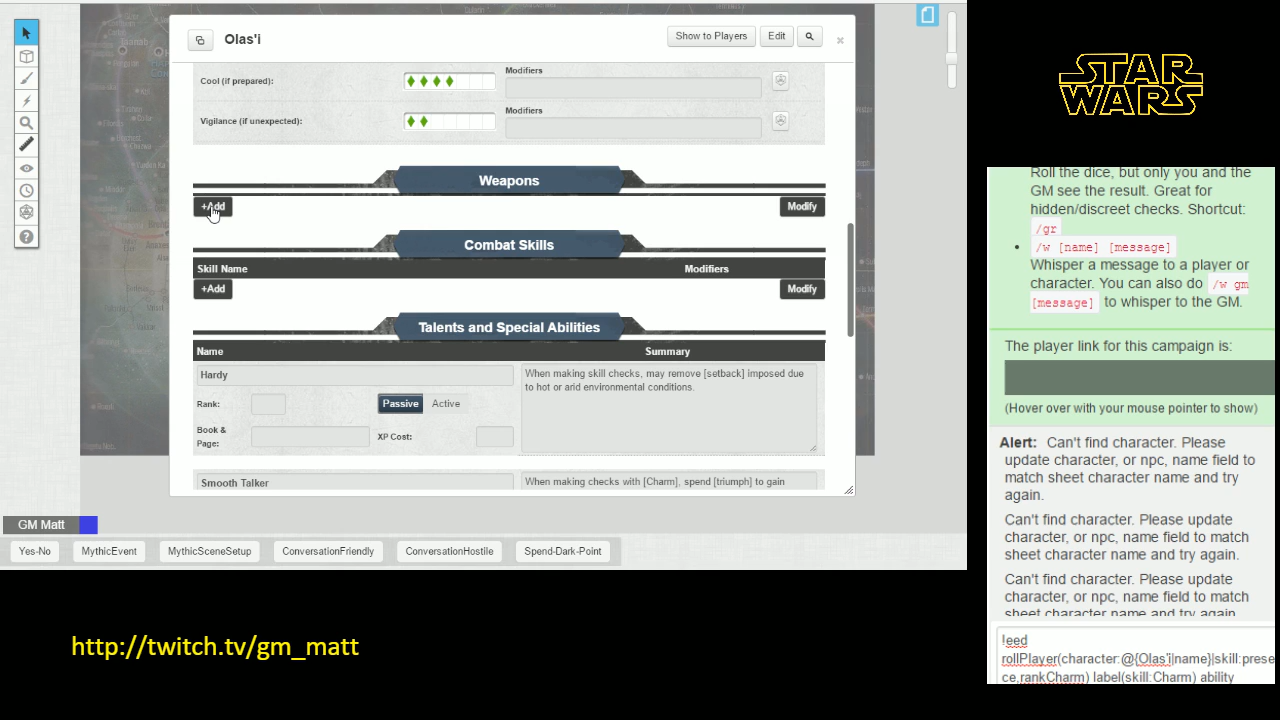 Olas'i
Show to Players
Edit
Cool (if prepared):
Modifiers
Vigilance (if unexpected):
Modifiers
Weapons
+Add
Modify
Combat Skills
Skill Name
Modifiers
+Add
Modify
Talents and Special Abilities
Name
Summary
Hardy
When making skill checks, may remove [setback] imposed due
to hot or arid environmental conditions.
Rank:
Passive
Active
Book &
Page:
XP Cost:
Smooth Talker
When making checks with [Charm], spend [triumph] to gain
GM Matt
Yes-No
MythicEvent
MythicSceneSetup
ConversationFriendly
ConversationHostile
Spend-Dark-Point
http://twitch.tv/gm_matt
STAR
WARS
Roll the dice, but only you and the
GM see the result. Great for
hidden/discreet checks. Shortcut:
/gr
• /w [name] [message]
Whisper a message to a player or
character. You can also do /w gm
[message] to whisper to the GM.
The player link for this campaign is:
(Hover over with your mouse pointer to show)
Alert: Can't find character. Please
update character, or npc, name field to
match sheet character name and try
again.
Can't find character. Please update
character, or npc, name field to match
sheet character name and try again.
Can't find character. Please update
character, or npc, name field to match
sheet character name and try again.
!eed
rollPlayer(character:@{Olas'i|name}|skill:prese
ce,rankCharm) label(skill:Charm) ability